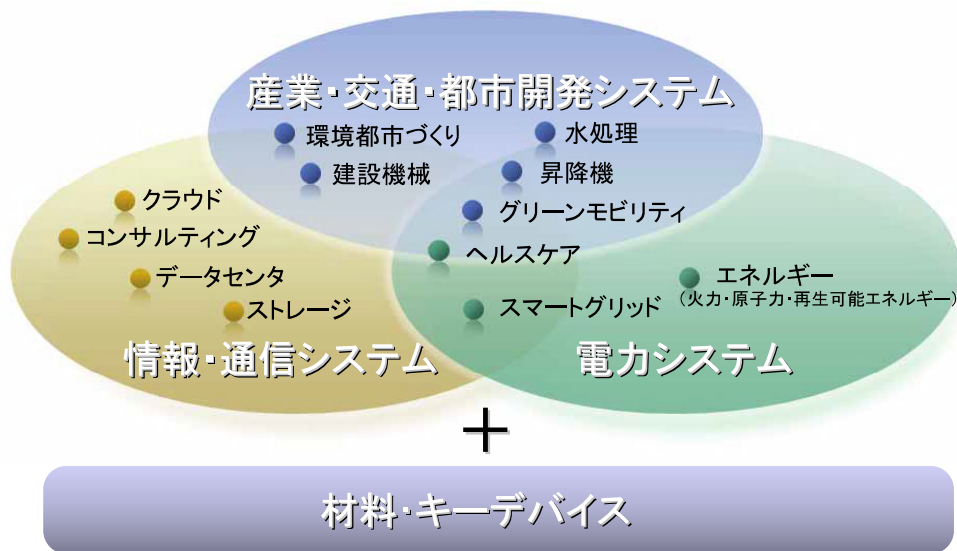 産業・交通・都市開発システム
環境都市づくり
水処理
建設機械
昇降機
クラウド
グリーンモビリティ
コンサルティング
ヘルスケア
データセンタ
エネルギー
(火力・原子力・再生可能エネルギー)
ストレージ
スマートグリッド
情報・通信システム
電力システム
+
材料・キーデバイス